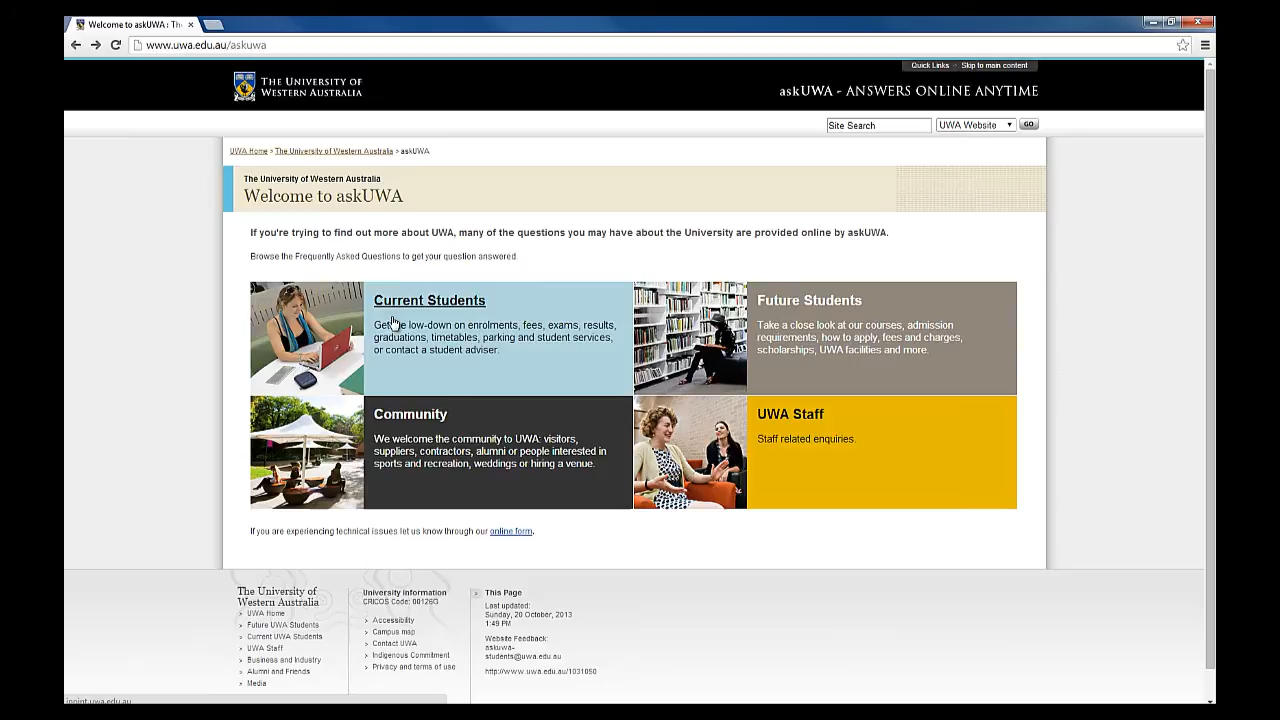 Welcome to askUWA : Th
www.uwa.edu.au/askuwa
Quick Links
Skip to main content
THE UNIVERSITY OF
WESTERN AUSTRALIA
askUWA - ANSWERS ONLINE ANYTIME
Site Search
UWA Website
GO
UWA Home > The University of Western Australia > askUWA
The University of Western Australia
Welcome to askUWA
If you're trying to find out more about UWA, many of the questions you may have about the University are provided online by askUWA.
Browse the Frequently Asked Questions to get your question answered.
Current Students
low-down on enrolments, fees, exams, results,
graduations, timetables, parking and student services,
or contact a student adviser.
Future Students
Take a close look at our courses, admission
requirements, how to apply, fees and charges,
scholarships, UWA facilities and more.
Community
We welcome the community to UWA: visitors,
suppliers, contractors, alumni or people interested in
sports and recreation, weddings or hiring a venue.
UWA Staff
Staff related enquiries.
If you are experiencing technical issues let us know through our online form.
The University of
Western Australia
UWA Home
Future UWA Students
Current UWA Students
UWA Staff
Business and Industry
Alumni and Friends
Media
University information
CRICOS Code: 00126G
Accessibility
Campus map
Contact UWA
Indigenous Commitment
Privacy and terms of use
This Page
Last updated:
Sunday, 20 October, 2013
1:49 PM
Website Feedback:
askuwa-
students@uwa.edu.au
http://www.uwa.edu.au/1031050
ipoint.uwa.edu.au